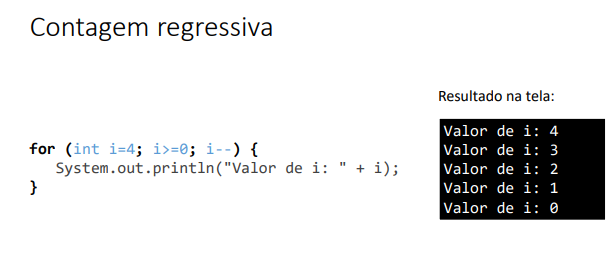 Contagem regressiva
for (int i=4; i>=0; i--) {
System.out.println("Valor de i: " + i);
}
Resultado na tela:
Valor de i: 4
Valor de i: 3
Valor de i: 2
Valor de i: 1
Valor de i: 0